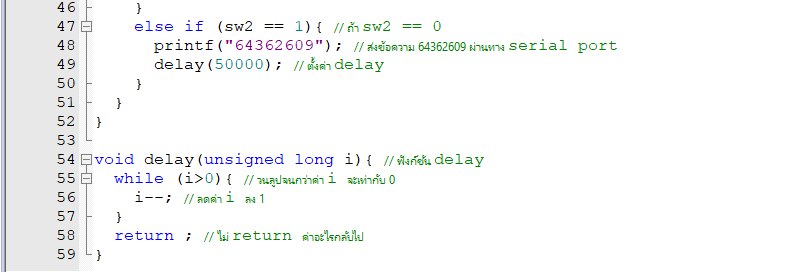 46 }
47 else if (sw2 == 1){ // ถ้า sw2 == 0
48 printf("64362609"); // ส่งข้อความ 64362609 ผ่านทาง serial port
49 delay(50000); // ตั้งค่า delay
50 }
51 }
52 }
53
54 void delay(unsigned long i){ // ฟังก์ชั่น delay
55 while (i>0){ // วนลูปจนกว่าค่า i จะเท่ากับ 0
56 i--; // ลดค่า i ลง 1
57 }
58 return ; // ไม่ return ค่าอะไรกลับไป
59 }